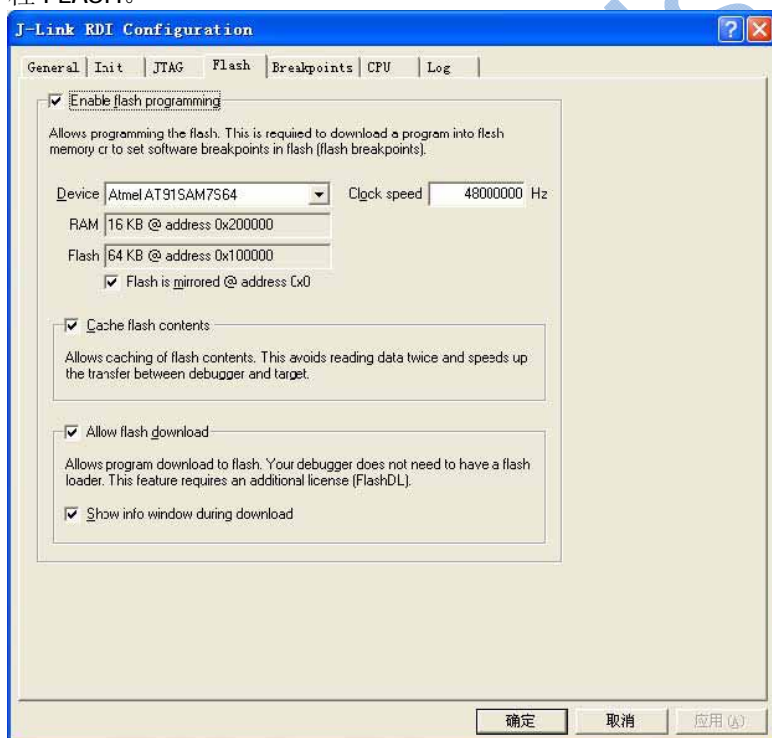 程 FLASH。
J-Link RDI Configuration
General Init JTAG Flash Breakpoints CPU Log
Enable flash programming
Allows programming the flash. This is required to download a program into flesh
memory cr to set software breakpoints in flash (flash breakpoints).
Device Atmel AT91SAM7S64 Clock speed 48000000 Hz
RAM 16 KB @ address 0x200000
Flash 64 KB @ address 0x100000
Flash is mirrored @ address 0x0
Cache flash contents
Allows caching of flash contents. This avoids reading data twice and speeds up
the transfer between debugger and target.
Allow flash download
Allows program download to flash. Your debugger does not need to have a flash
loader. This feature requires an additional license (FlashDL).
Show info window during download
确定 取消 应用(A)